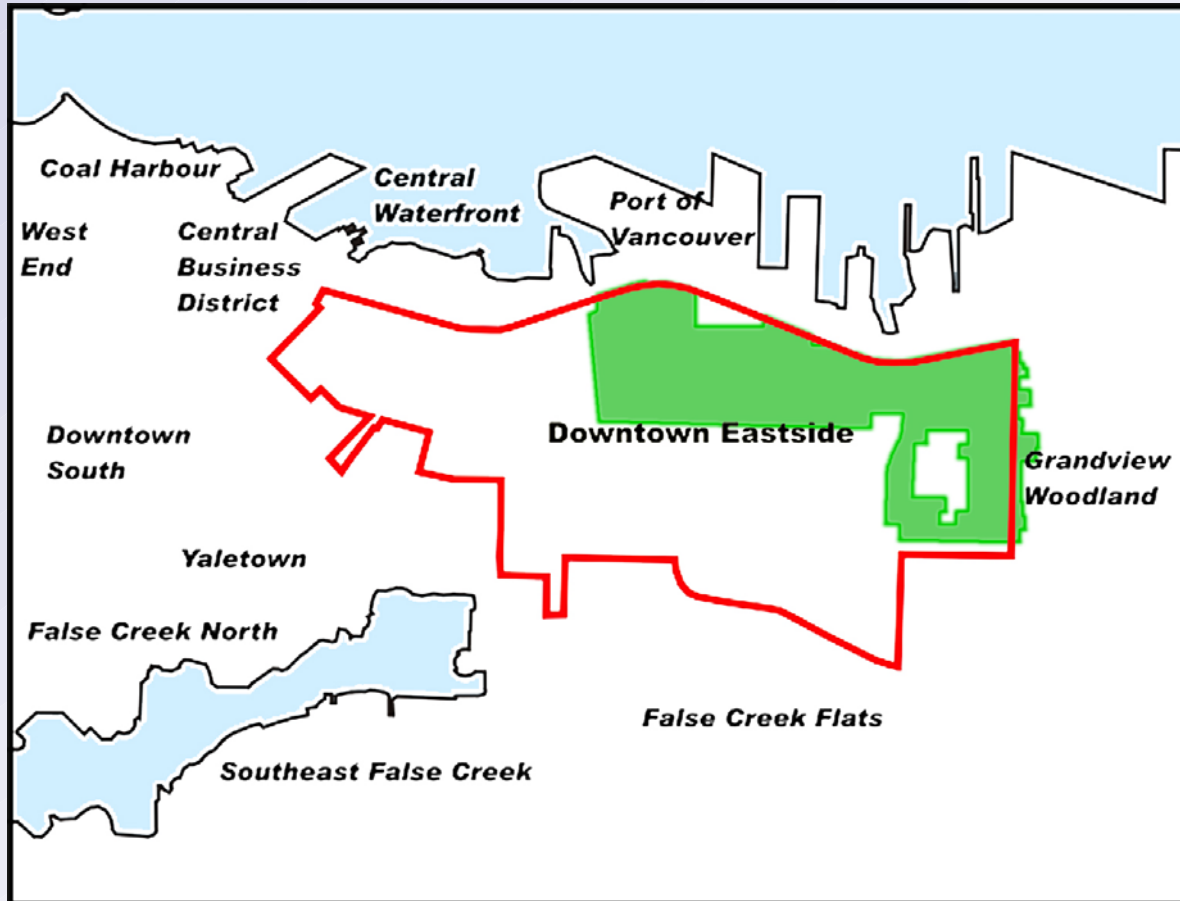 Coal Harbour
Central
Waterfront
Port of
Vancouver
West
End
Central
Business
District
Downtown Eastside
Downtown
South
Grandview
Woodland
Yaletown
False Creek North
False Creek Flats
Southeast False Creek